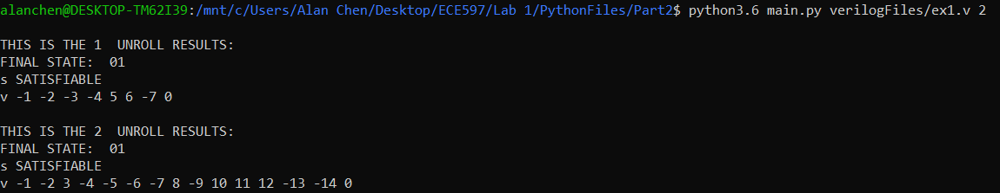 alanchen@DESKTOP-TM62I39:/mnt/c/Users/Alan Chen/Desktop/ECE597/Lab 1/PythonFiles/Part2$ python3.6 main.py verilogFiles/ex1.v 2
THIS IS THE 1  UNROLL RESULTS:
FINAL STATE:  01
s SATISFIABLE
v -1 -2 -3 -4 5 6 -7 0
THIS IS THE 2  UNROLL RESULTS:
FINAL STATE:  01
s SATISFIABLE
v -1 -2 3 -4 -5 -6 -7 8 -9 10 11 12 -13 -14 0